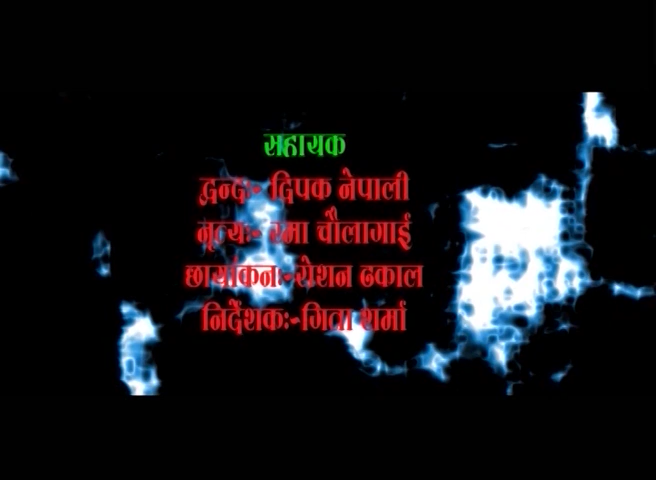 सहायक
द्वन्दः- दिपक नेपाली
नृत्यः- रमा चौलागाई
छायांकनः-रोशन ढकाल
निर्देशकः-गिता शर्मा